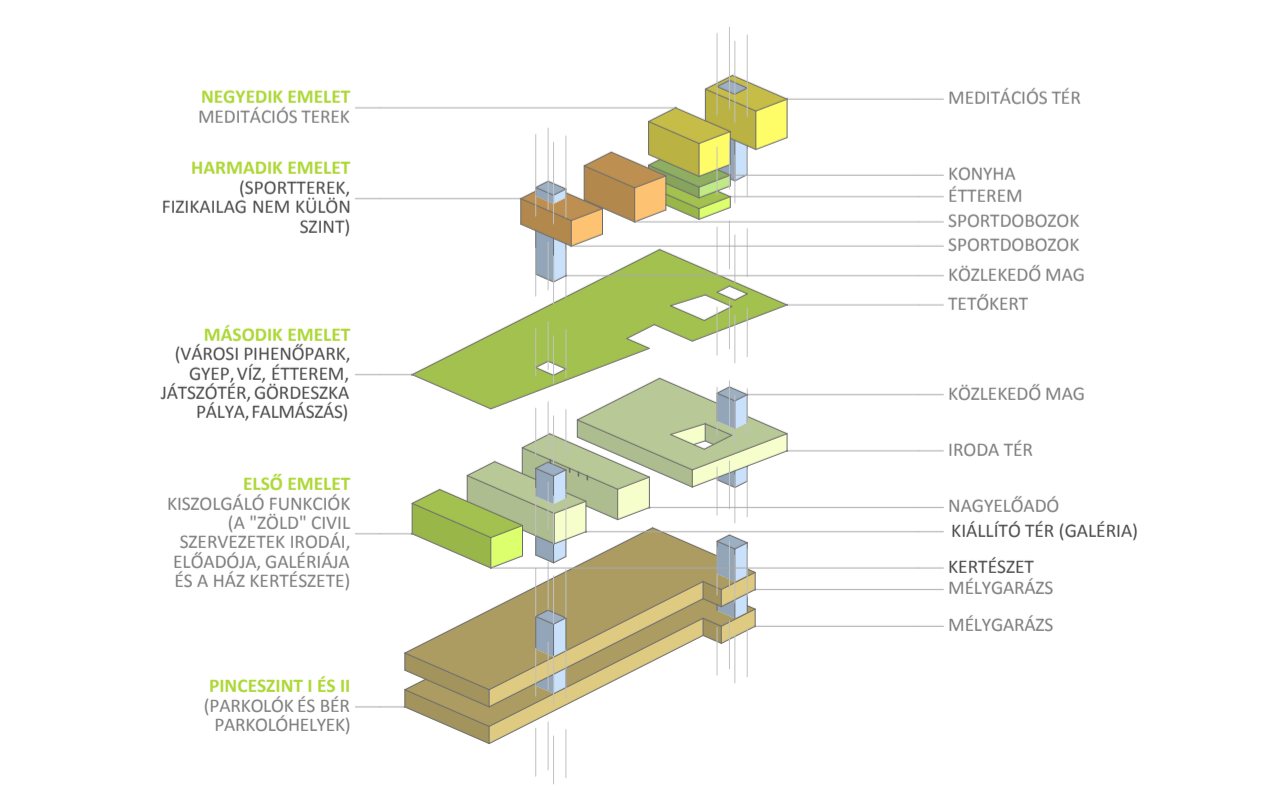 NEGYEDIK EMELET
MEDITÁCIÓS TEREK
HARMADIK EMELET
(SPORTTEREK,
FIZIKAILAG NEM KÜLÖN
SZINT)
MÁSODIK EMELET
(VÁROSI PIHENŐPARK,
GYEP, VÍZ, ÉTTEREM,
JÁTSZÓTÉR, GÖRDESZKA
PÁLYA, FALMÁSZÁS)
ELSŐ EMELET
KISZOLGÁLÓ FUNKCIÓK
(A "ZÖLD" CIVIL
SZERVEZETEK IRODÁI,
ELŐADÓJA, GALÉRIÁJA
ÉS A HÁZ KERTÉSZETE)
PINCESZINT I ÉS II
(PARKOLÓK ÉS BÉR
PARKOLÓHELYEK)
MEDITÁCIÓS TÉR
KONYHA
ÉTTEREM
SPORTDOBOZOK
SPORTDOBOZOK
KÖZLEKEDŐ MAG
TETŐKERT
KÖZLEKEDŐ MAG
IRODA TÉR
NAGYELŐADÓ
KIÁLLÍTÓ TÉR (GALÉRIA)
KERTÉSZET
MÉLYGARÁZS
MÉLYGARÁZS